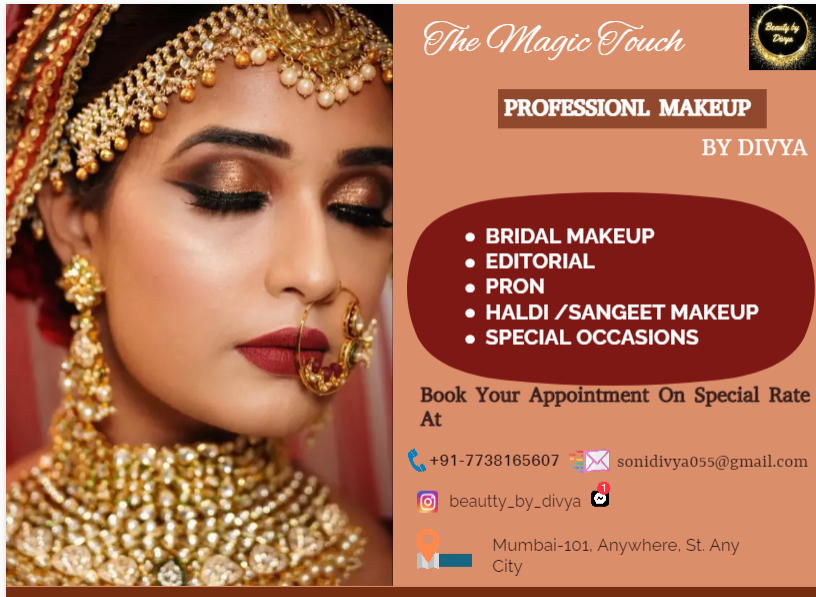 The Magic Touch
Beauty by
Divya
PROFESSIONL MAKEUP
BY DIVYA
• BRIDAL MAKEUP
• EDITORIAL
• PRON
• HALDI /SANGEET MAKEUP
• SPECIAL OCCASIONS
Book Your Appointment On Special Rate
At
+91-7738165607 sonidivya055@gmail.com
beautty_by_divya 1
Mumbai-101, Anywhere, St. Any
City